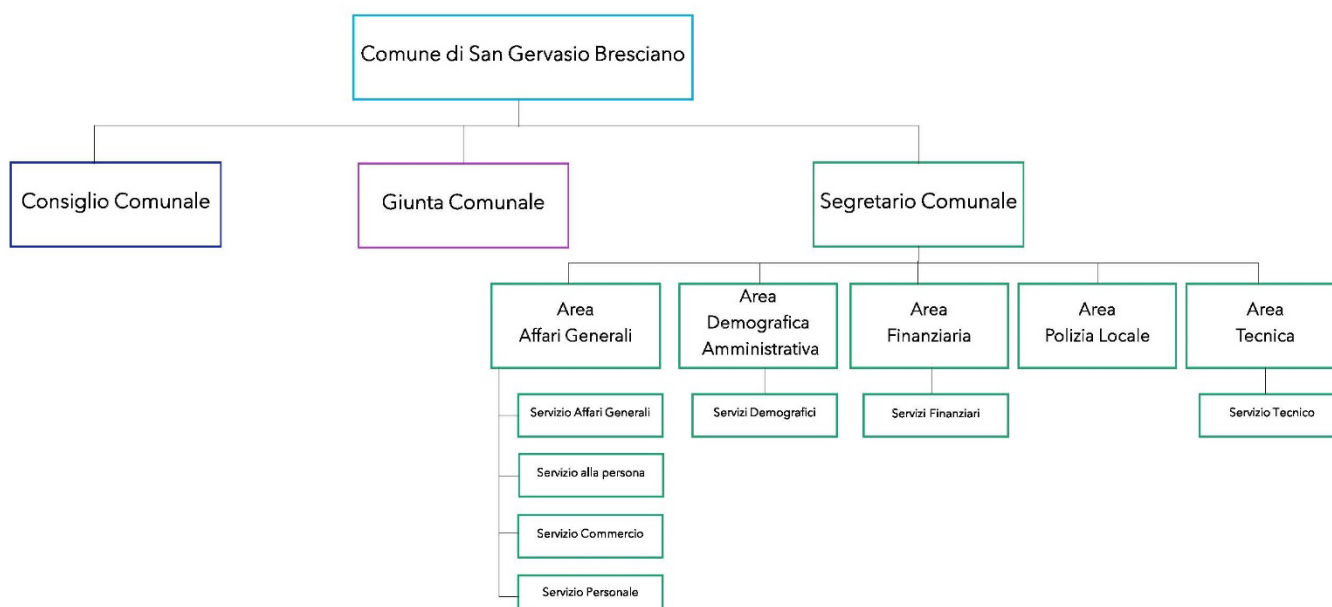 Comune di San Gervasio Bresciano
Consiglio Comunale
Giunta Comunale
Segretario Comunale
Area
Affari Generali
Area
Demografica
Amministrativa
Area
Finanziaria
Area
Polizia Locale
Area
Tecnica
Servizio Affari Generali
Servizi Demografici
Servizi Finanziari
Servizio Tecnico
Servizio alla persona
Servizio Commercio
Servizio Personale